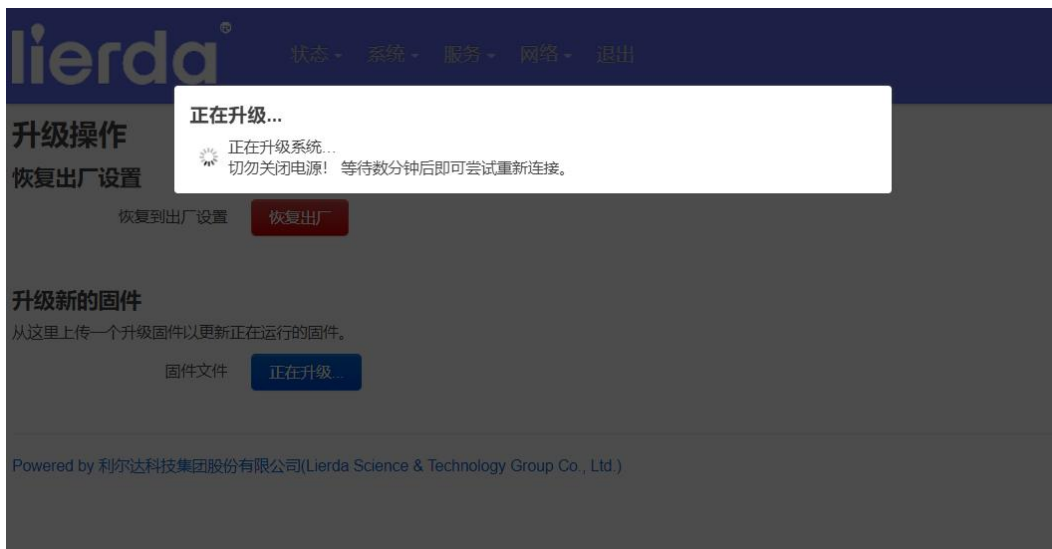 lierda®
状态 系统 服务 网络 退出
正在升级...
正在升级系统...
切勿关闭电源！ 等待数分钟后即可尝试重新连接。
升级操作
恢复出厂设置
恢复到出厂设置 恢复出厂
升级新的固件
从这里上传一个升级固件以更新正在运行的固件。
固件文件 正在升级...
Powered by 利尔达科技集团股份有限公司(Lierda Science & Technology Group Co., Ltd.)